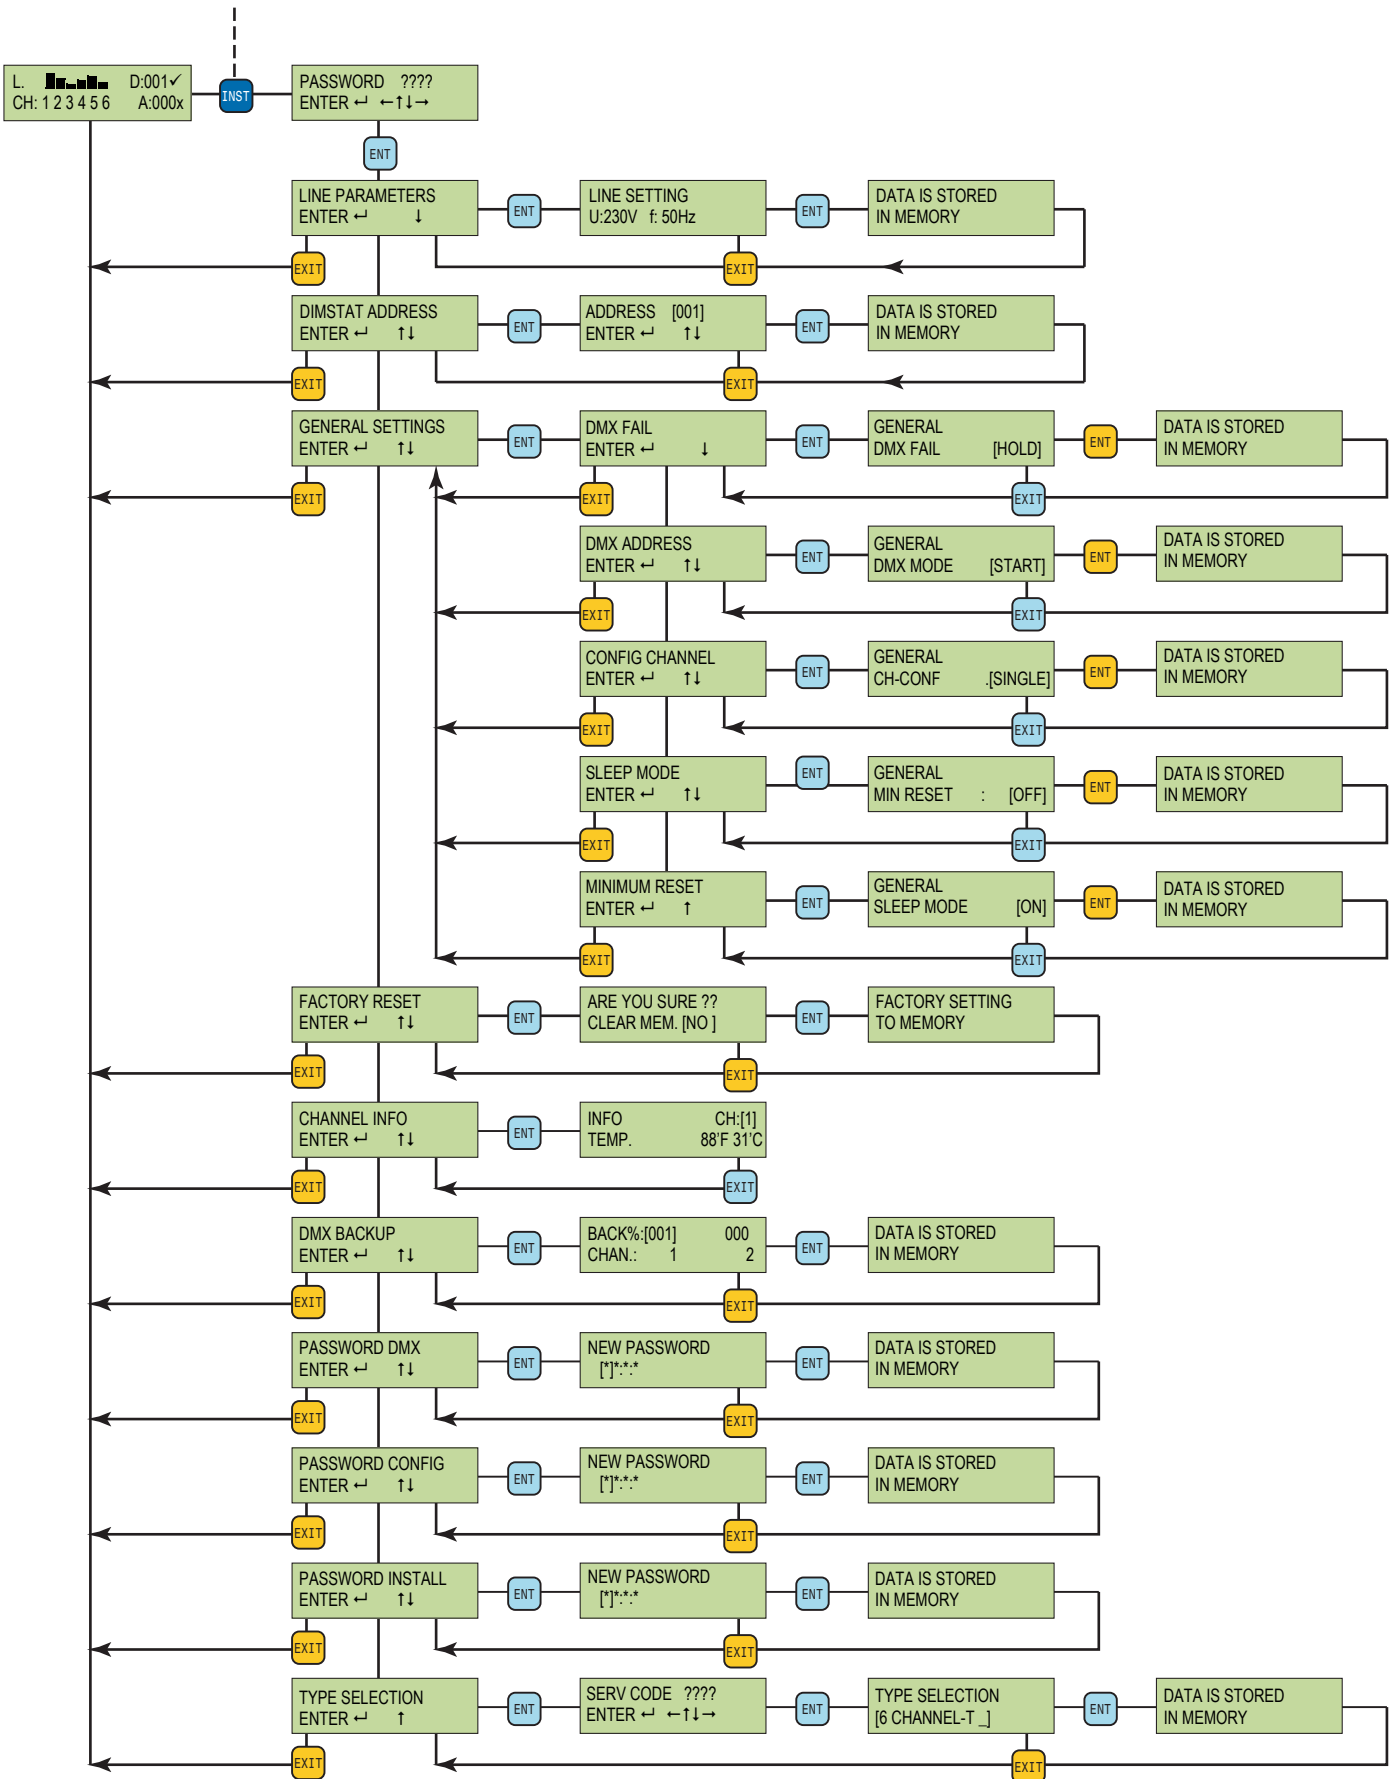 L. D:001✓
CH: 1 2 3 4 5 6 A:000x
INST
PASSWORD ????
ENTER ↵ ←↑↓→
ENT
LINE PARAMETERS
ENTER ↵ ↓
ENT
LINE SETTING
U:230V f: 50Hz
ENT
DATA IS STORED
IN MEMORY
EXIT
EXIT
DIMSTAT ADDRESS
ENTER ↵ ↑↓
ENT
ADDRESS [001]
ENTER ↵ ↑↓
ENT
DATA IS STORED
IN MEMORY
EXIT
EXIT
GENERAL SETTINGS
ENTER ↵ ↑↓
ENT
DMX FAIL
ENTER ↵ ↓
ENT
GENERAL
DMX FAIL [HOLD]
ENT
DATA IS STORED
IN MEMORY
EXIT
EXIT
EXIT
DMX ADDRESS
ENTER ↵ ↑↓
ENT
GENERAL
DMX MODE [START]
ENT
DATA IS STORED
IN MEMORY
EXIT
EXIT
CONFIG CHANNEL
ENTER ↵ ↑↓
ENT
GENERAL
CH-CONF .[SINGLE]
ENT
DATA IS STORED
IN MEMORY
EXIT
EXIT
SLEEP MODE
ENTER ↵ ↑↓
ENT
GENERAL
MIN RESET : [OFF]
ENT
DATA IS STORED
IN MEMORY
EXIT
EXIT
MINIMUM RESET
ENTER ↵ ↑
ENT
GENERAL
SLEEP MODE [ON]
ENT
DATA IS STORED
IN MEMORY
EXIT
EXIT
FACTORY RESET
ENTER ↵ ↑↓
ENT
ARE YOU SURE ??
CLEAR MEM. [NO ]
ENT
FACTORY SETTING
TO MEMORY
EXIT
EXIT
CHANNEL INFO
ENTER ↵ ↑↓
ENT
INFO CH:[1]
TEMP. 88'F 31'C
EXIT
EXIT
DMX BACKUP
ENTER ↵ ↑↓
ENT
BACK%:[001] 000
CHAN.: 1 2
ENT
DATA IS STORED
IN MEMORY
EXIT
EXIT
PASSWORD DMX
ENTER ↵ ↑↓
ENT
NEW PASSWORD
[*]*:*:*
ENT
DATA IS STORED
IN MEMORY
EXIT
EXIT
PASSWORD CONFIG
ENTER ↵ ↑↓
ENT
NEW PASSWORD
[*]*:*:*
ENT
DATA IS STORED
IN MEMORY
EXIT
EXIT
PASSWORD INSTALL
ENTER ↵ ↑↓
ENT
NEW PASSWORD
[*]*:*:*
ENT
DATA IS STORED
IN MEMORY
EXIT
EXIT
TYPE SELECTION
ENTER ↵ ↑
ENT
SERV CODE ????
ENTER ↵ ←↑↓→
ENT
TYPE SELECTION
[6 CHANNEL-T _]
ENT
DATA IS STORED
IN MEMORY
EXIT
EXIT